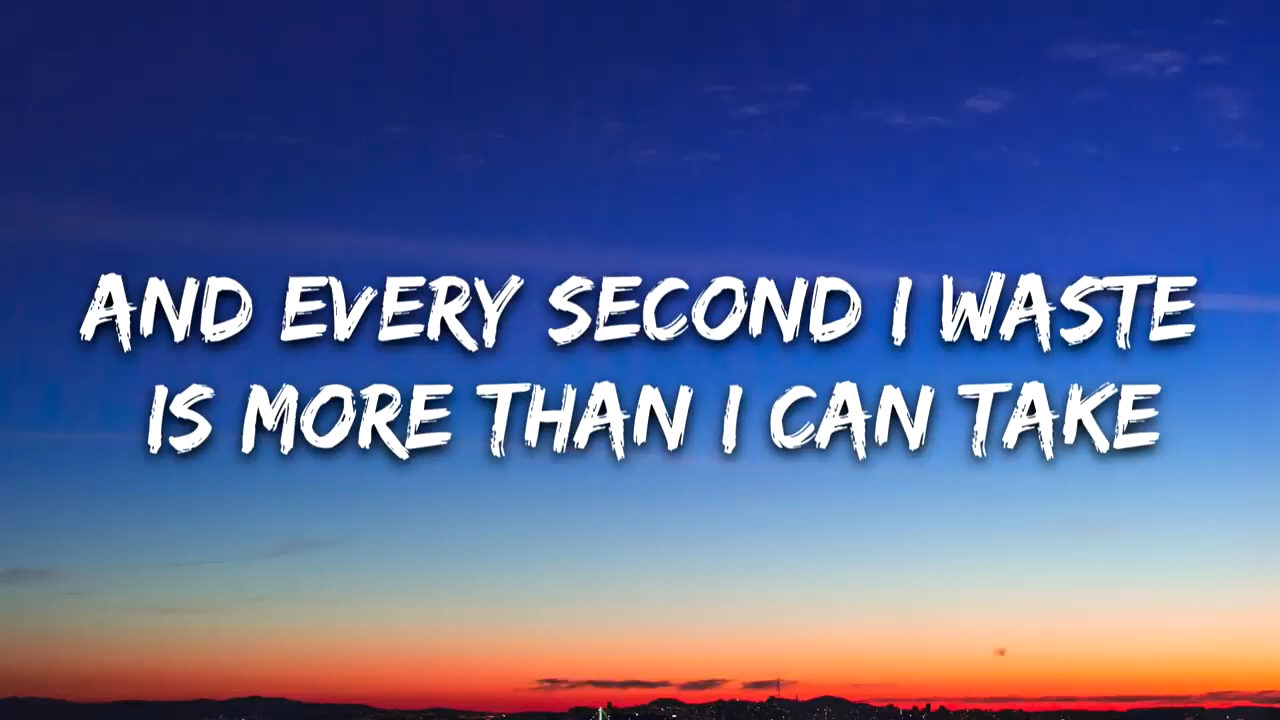 AND EVERY SECOND I WASTE
IS MORE THAN I CAN TAKE